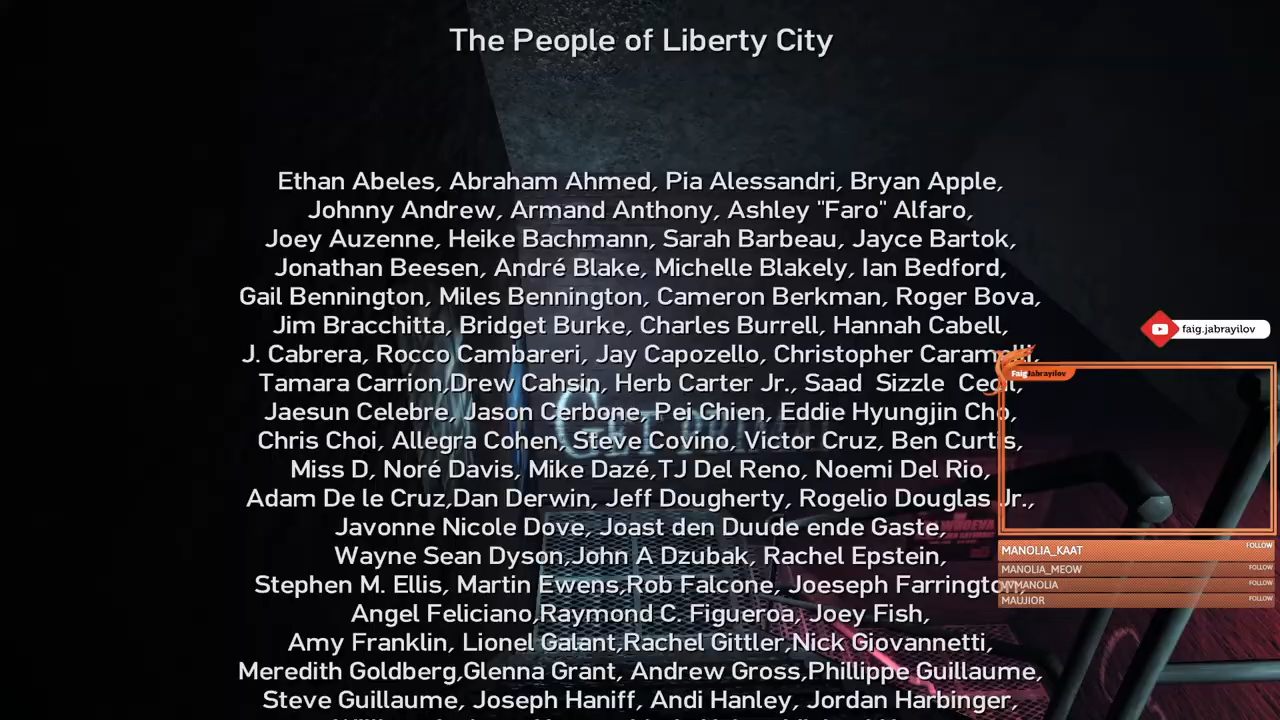 The People of Liberty City
Ethan Abeles, Abraham Ahmed, Pia Alessandri, Bryan Apple,
Johnny Andrew, Armand Anthony, Ashley "Faro" Alfaro,
Joey Auzenne, Heike Bachmann, Sarah Barbeau, Jayce Bartok,
Jonathan Beesen, André Blake, Michelle Blakely, Ian Bedford,
Gail Bennington, Miles Bennington, Cameron Berkman, Roger Bova,
Jim Bracchitta, Bridget Burke, Charles Burrell, Hannah Cabell,
faig.jabrayilov
J. Cabrera, Rocco Cambareri, Jay Capozello, Christopher Caramelli,
FaigJabrayilov
Tamara Carrion,Drew Cahsin, Herb Carter Jr., Saad  Sizzle  Cecil,
Jaesun Celebre, Jason Cerbone, Pei Chien, Eddie Hyungjin Cho,
Chris Choi, Allegra Cohen, Steve Covino, Victor Cruz, Ben Curtis,
Miss D, Noré Davis, Mike Dazé,TJ Del Reno, Noemi Del Rio,
Adam De le Cruz,Dan Derwin, Jeff Dougherty, Rogelio Douglas Jr.,
Javonne Nicole Dove, Joast den Duude ende Gaste,
Wayne Sean Dyson,John A Dzubak, Rachel Epstein,
MANOLIA_KAAT FOLLOW
MANOLIA_MEOW FOLLOW
Stephen M. Ellis, Martin Ewens,Rob Falcone, Joeseph Farrington,
FOLLOW
MAUJIOR FOLLOW
Angel Feliciano,Raymond C. Figueroa, Joey Fish,
Amy Franklin, Lionel Galant,Rachel Gittler,Nick Giovannetti,
Meredith Goldberg,Glenna Grant, Andrew Gross,Phillippe Guillaume,
Steve Guillaume, Joseph Haniff, Andi Hanley, Jordan Harbinger,